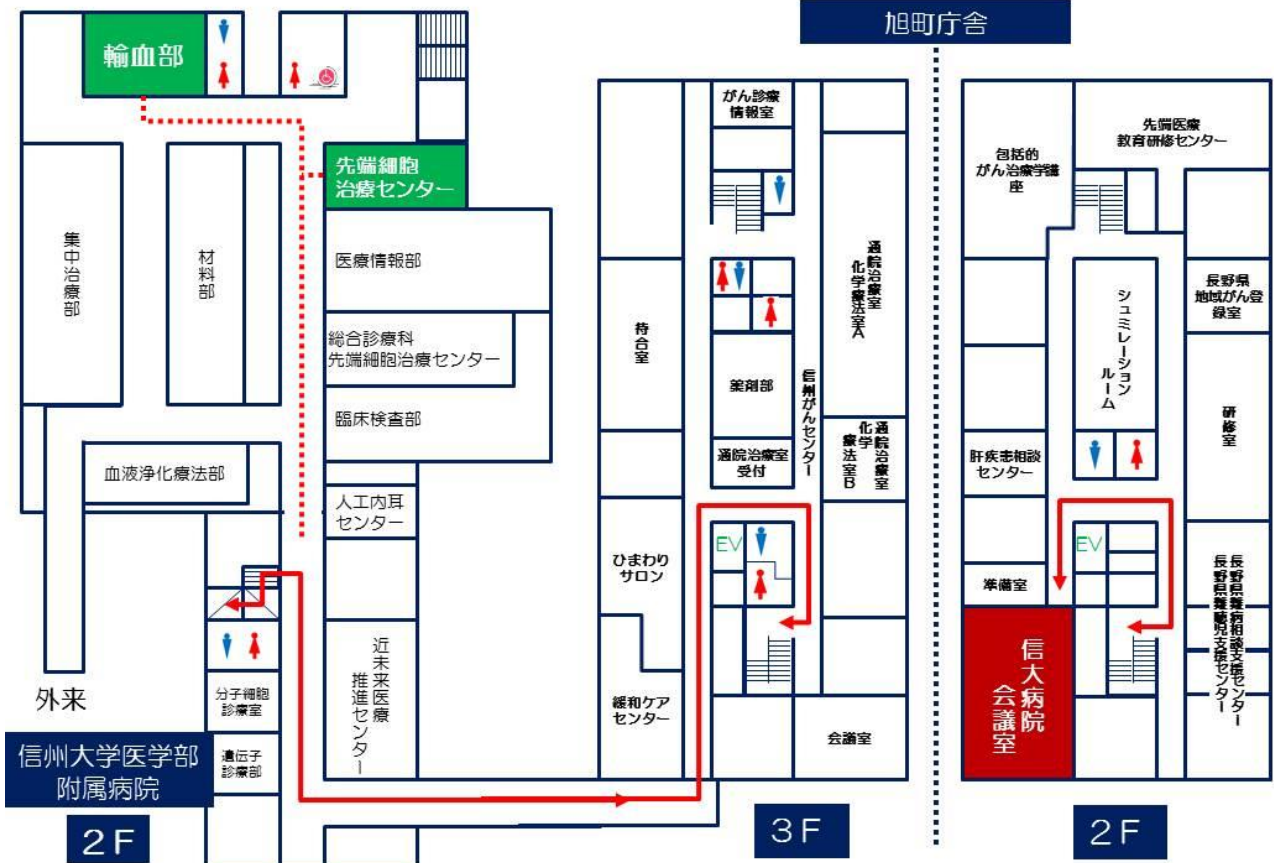 旭町庁舎
輸血部
先端細胞
治療センター
集中治療部
材料部
医療情報部
総合診療科
先端細胞治療センター
臨床検査部
血液浄化療法部
人工内耳
センター
近未来医療
推進センター
分子細胞
診療室
遺伝子
診療部
外来
信州大学医学部
附属病院
2F
がん診療
情報室
待合室
薬剤部
通院治療室
受付
信州がんセンター
通院治療室
化学療法室A
通院治療室
化学
療法室B
EV
ひまわり
サロン
緩和ケア
センター
会議室
3F
包括的
がん治療学講
座
先端医療
教育研修センター
シュミレーション
ルーム
長野県
地域がん登
録室
研修室
肝疾患相談
センター
EV
準備室
信大病院
会議室
長野県難病相談支援センター
長野県難聴児支援センター
2F